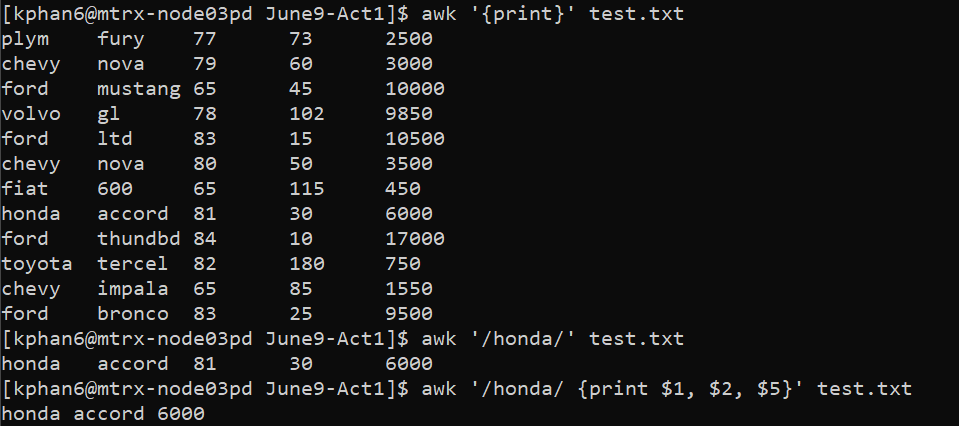 [kphan6@mtrx-node03pd June9-Act1]$ awk '{print}' test.txt
plym    fury    77      73      2500
chevy   nova    79      60      3000
ford    mustang 65      45      10000
volvo   gl      78      102     9850
ford    ltd     83      15      10500
chevy   nova    80      50      3500
fiat    600     65      115     450
honda   accord  81      30      6000
ford    thundbd 84      10      17000
toyota  tercel  82      180     750
chevy   impala  65      85      1550
ford    bronco  83      25      9500
[kphan6@mtrx-node03pd June9-Act1]$ awk '/honda/' test.txt
honda   accord  81      30      6000
[kphan6@mtrx-node03pd June9-Act1]$ awk '/honda/ {print $1, $2, $5}' test.txt
honda accord 6000